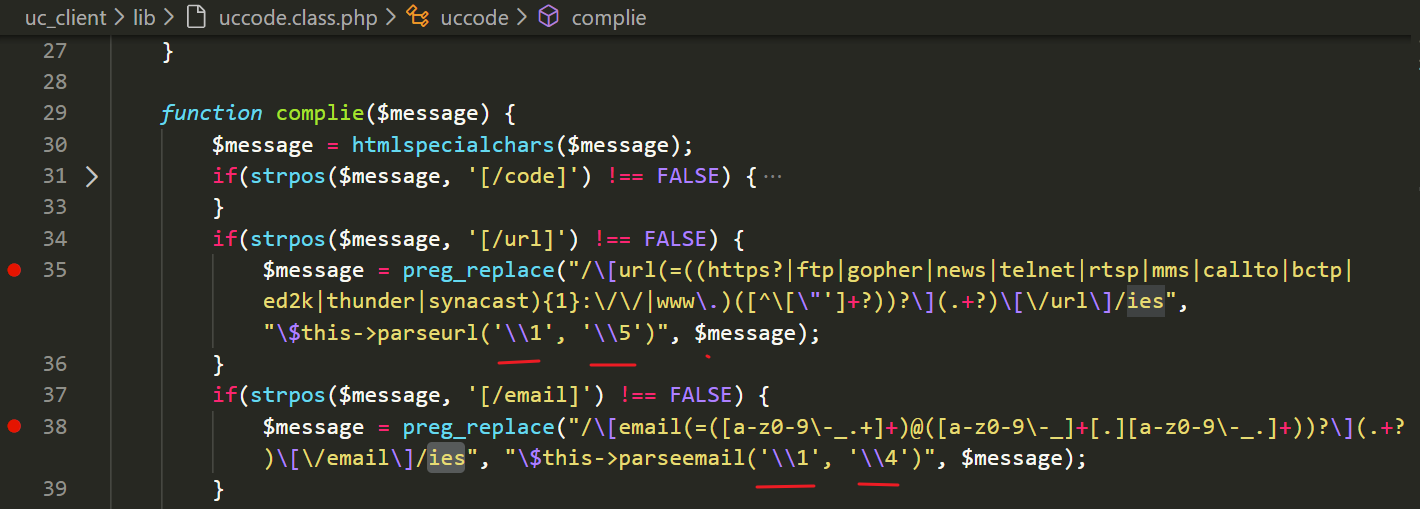 uc_client > lib > uccode.class.php > uccode > complie
27 }
28
29 function complie($message) {
30 $message = htmlspecialchars($message);
31 if(strpos($message, '[/code]') !== FALSE) { ···
33 }
34 if(strpos($message, '[/url]') !== FALSE) {
35 $message = preg_replace("/\[url(=((https?|ftp|gopher|news|telnet|rtsp|mms|callto|bctp|
ed2k|thunder|synacast){1}:\/\/|www\.)([^\[\"']+?))?\](.+?)\[\/url\]/ies",
"\$this->parseurl('\\1', '\\5')", $message);
36 }
37 if(strpos($message, '[/email]') !== FALSE) {
38 $message = preg_replace("/\[email(=([a-z0-9\-_.+]+)@([a-z0-9\-_]+[.][a-z0-9\-_.]+))?\](.+?
)\[\/email\]/ies", "\$this->parseemail('\\1', '\\4')", $message);
39 }